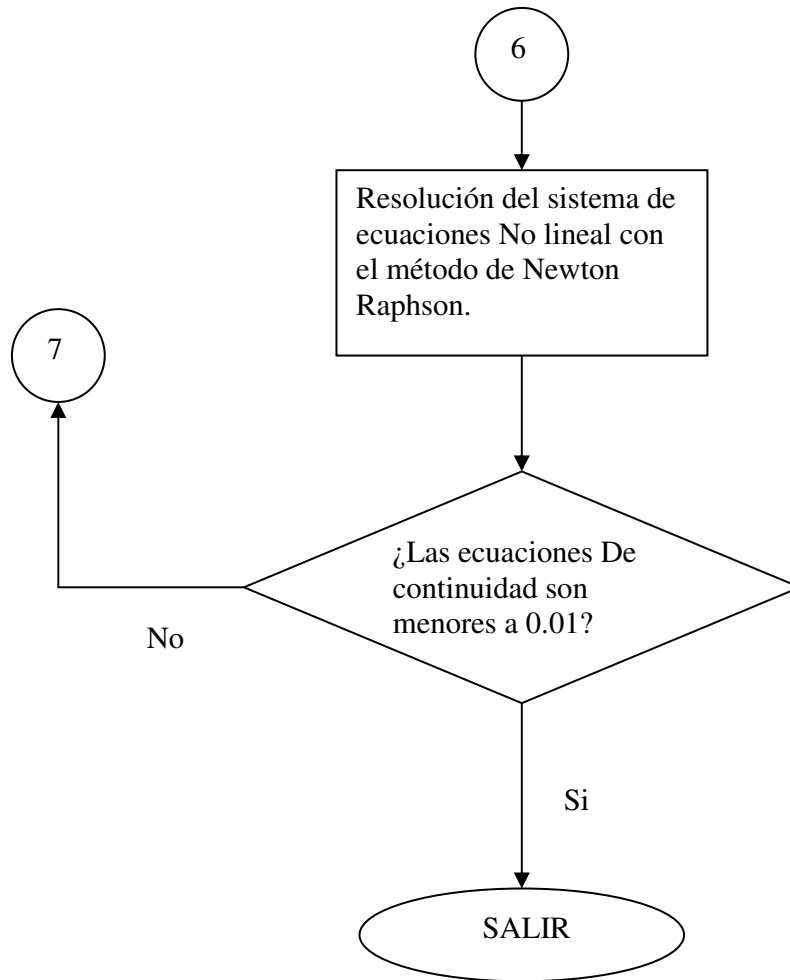 6
Resolución del sistema de
ecuaciones No lineal con
el método de Newton
Raphson.
7
¿Las ecuaciones De
continuidad son
menores a 0.01?
No
Si
SALIR